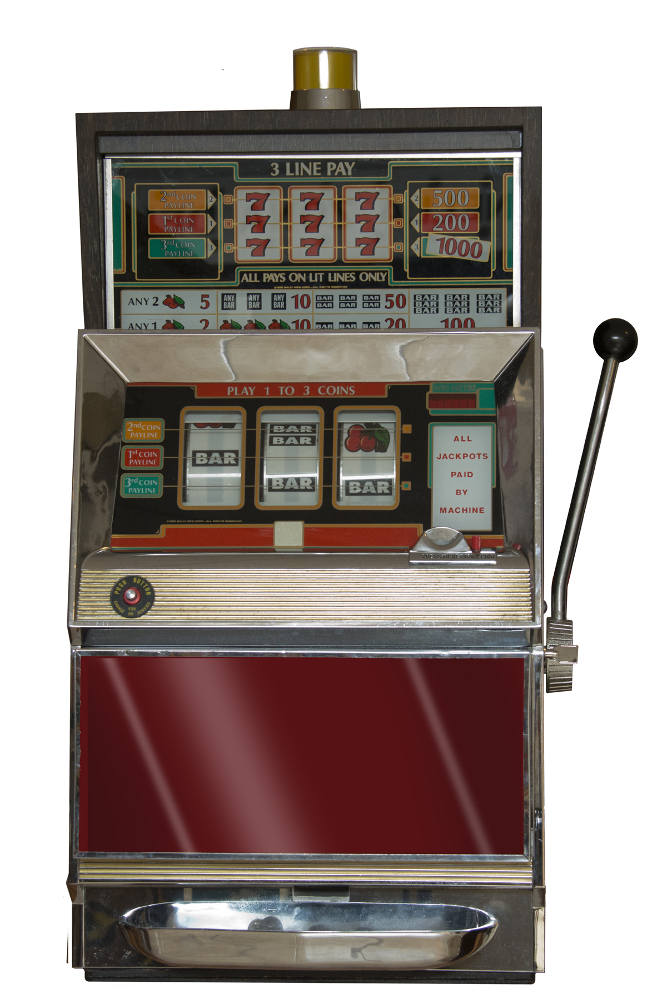 3 LINE PAY
2nd COIN
PAYLINE
2
2
500
1st COIN
PAYLINE
1
1
200
3rd COIN
PAYLINE
3
3
1000
7 7 7
7 7 7
7 7 7
ALL PAYS ON LIT LINES ONLY
©1986 BALLY MFG. CORP. - ALL RIGHTS RESERVED
ANY 2 5
ANY BAR ANY BAR ANY BAR 10
BAR BAR BAR 50
BAR BAR BAR
BAR BAR BAR
BAR BAR BAR
BAR BAR BAR
ANY 1 2
10
BAR BAR BAR 20
100
PLAY 1 TO 3 COINS
2nd COIN
PAYLINE
1st COIN
PAYLINE
3rd COIN
PAYLINE
BAR
BAR
BAR
BAR
BAR
ALL
JACKPOTS
PAID
BY
MACHINE
©1986 BALLY MFG. CORP. - ALL RIGHTS RESERVED
PRESS TO RETURN COIN
PUSH BUTTON
FOR
CHANGE OR SERVICE